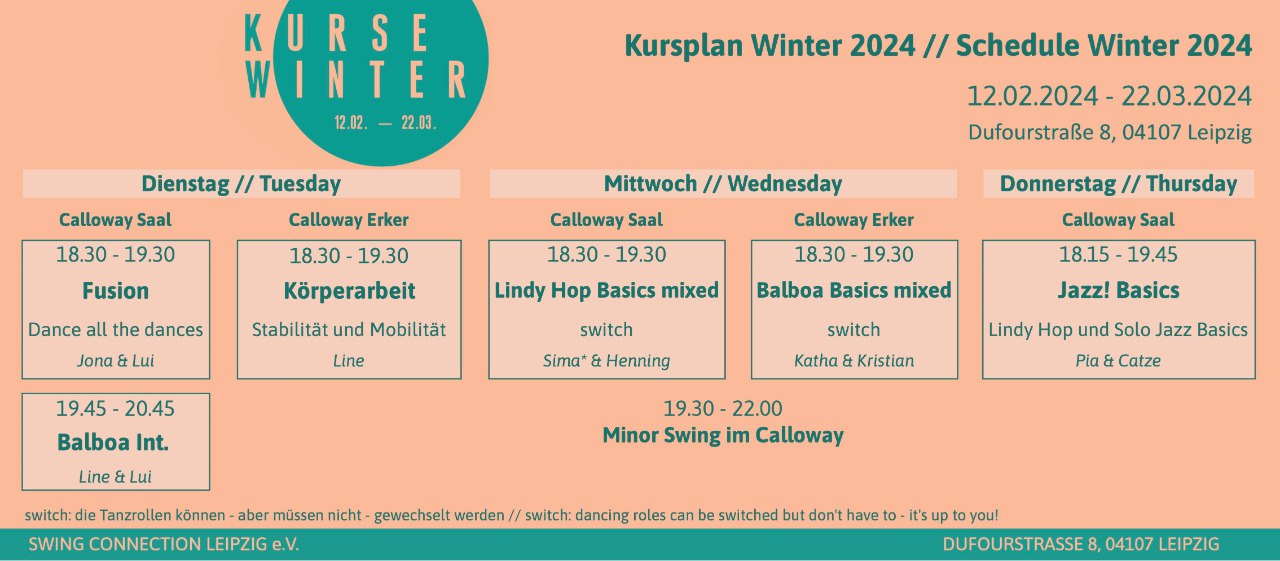 KURSE
WINTER
12.02. — 22.03.
Kursplan Winter 2024 // Schedule Winter 2024
12.02.2024 - 22.03.2024
Dufourstraße 8, 04107 Leipzig
Dienstag // Tuesday
Calloway Saal
18.30 - 19.30
Fusion
Dance all the dances
Jona & Lui
19.45 - 20.45
Balboa Int.
Line & Lui
Calloway Erker
18.30 - 19.30
Körperarbeit
Stabilität und Mobilität
Line
Mittwoch // Wednesday
Calloway Saal
18.30 - 19.30
Lindy Hop Basics mixed
switch
Sima* & Henning
Calloway Erker
18.30 - 19.30
Balboa Basics mixed
switch
Katha & Kristian
19.30 - 22.00
Minor Swing im Calloway
Donnerstag // Thursday
Calloway Saal
18.15 - 19.45
Jazz! Basics
Lindy Hop und Solo Jazz Basics
Pia & Catze
switch: die Tanzrollen können - aber müssen nicht - gewechselt werden // switch: dancing roles can be switched but don't have to - it's up to you!
SWING CONNECTION LEIPZIG e.V.
DUFOURSTRASSE 8, 04107 LEIPZIG